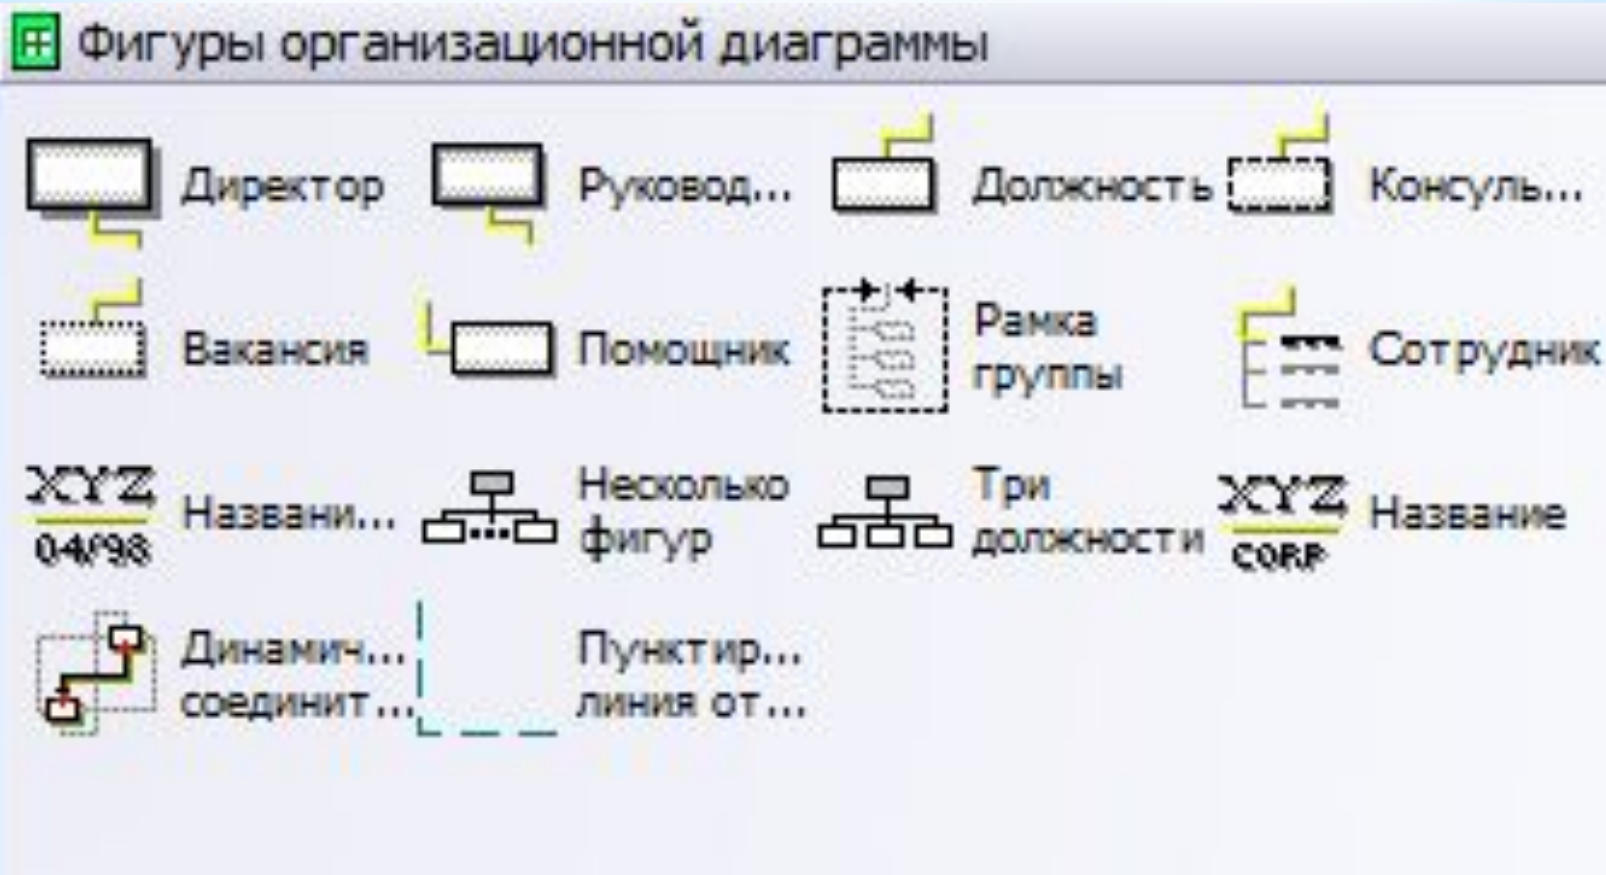 Фигуры организационной диаграммы
Директор
Руковод...
Должность
Консуль...
Вакансия
Помощник
Рамка
группы
Сотрудник
XYZ
04/98
Названи...
Несколько
фигур
Три
должности
XYZ
CORP
Название
Динамич...
соединит...
Пунктир...
линия от...